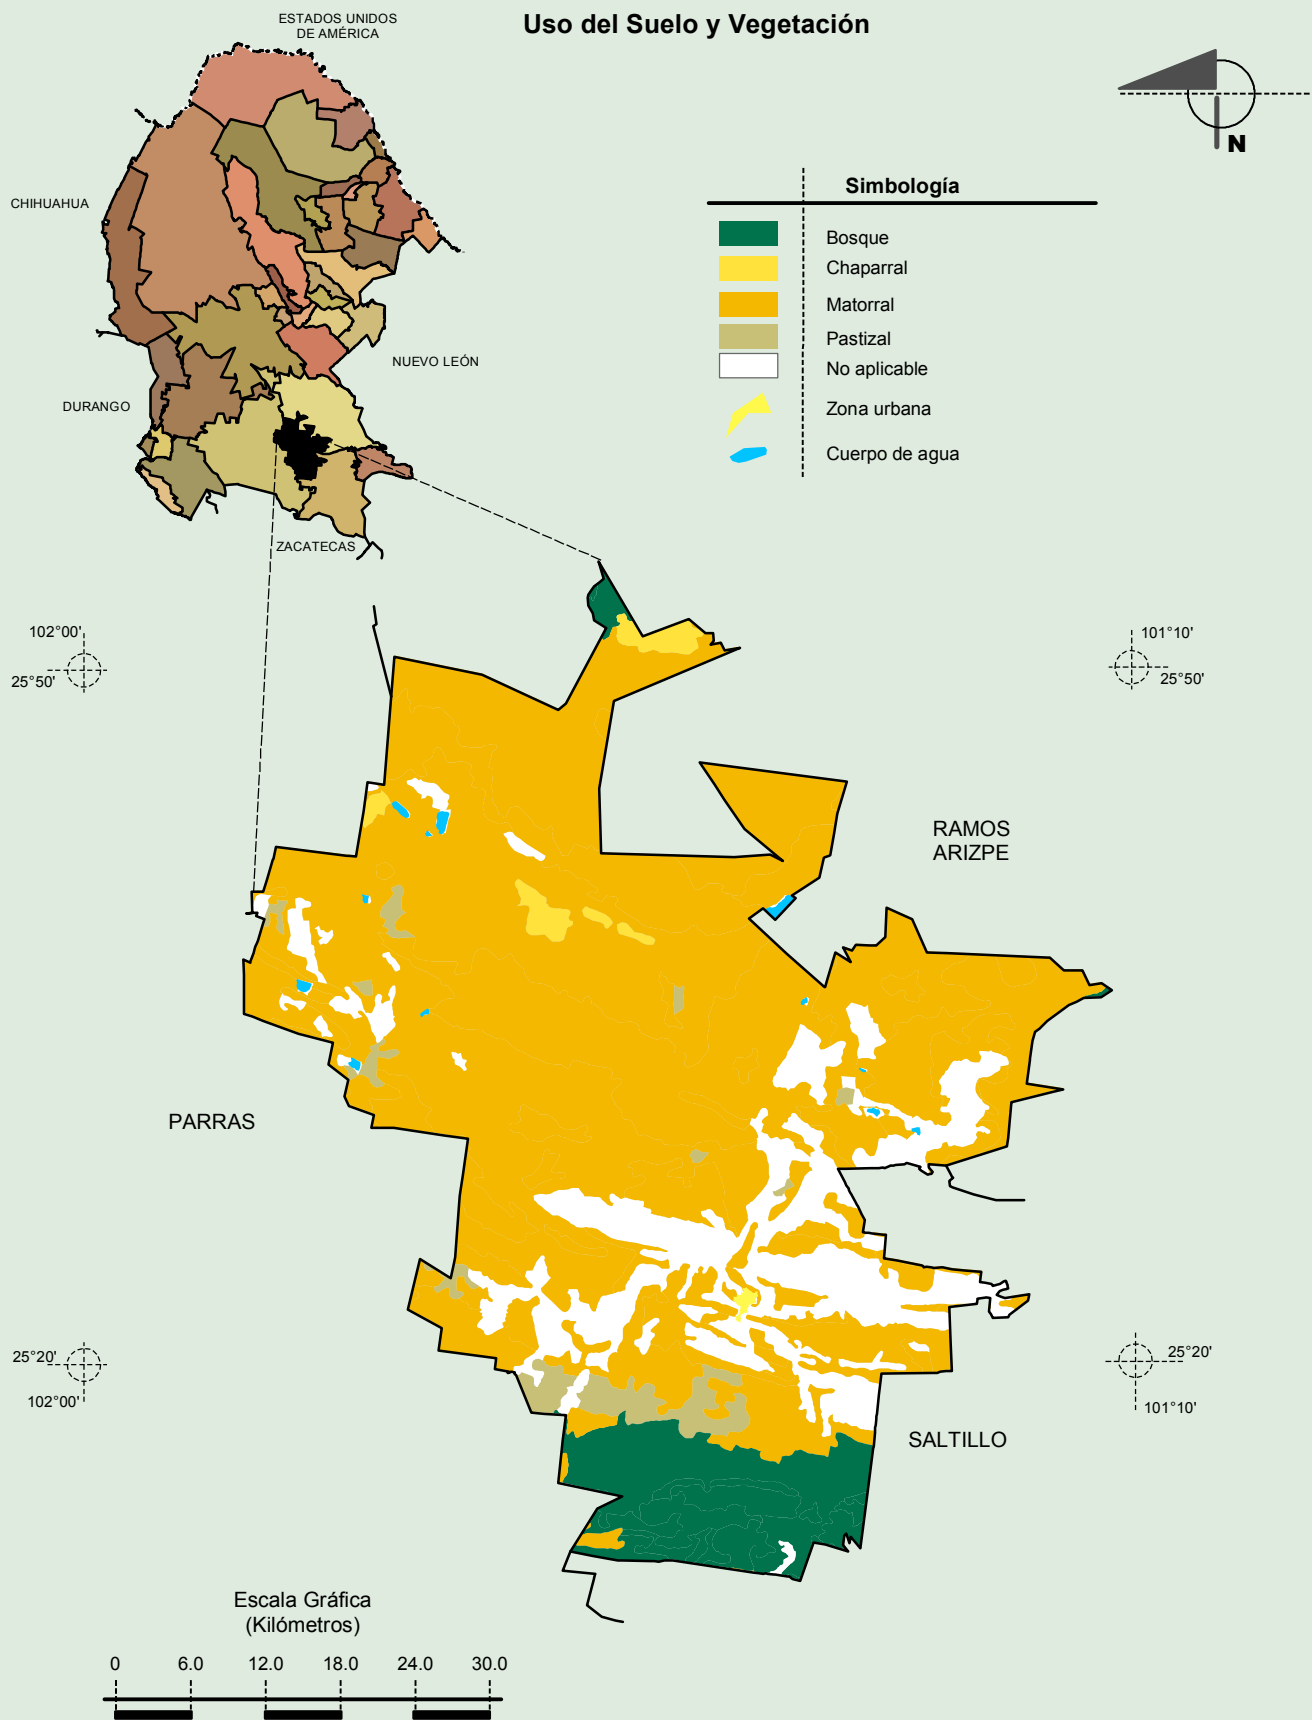 Uso del Suelo y Vegetación
ESTADOS UNIDOS
DE AMÉRICA
CHIHUAHUA
NUEVO LEÓN
DURANGO
ZACATECAS
N
Simbología
Bosque
Chaparral
Matorral
Pastizal
No aplicable
Zona urbana
Cuerpo de agua
102°00'
25°50'
101°10'
25°50'
RAMOS
ARIZPE
PARRAS
25°20'
102°00'
25°20'
101°10'
SALTILLO
Escala Gráfica
(Kilómetros)
0 6.0 12.0 18.0 24.0 30.0